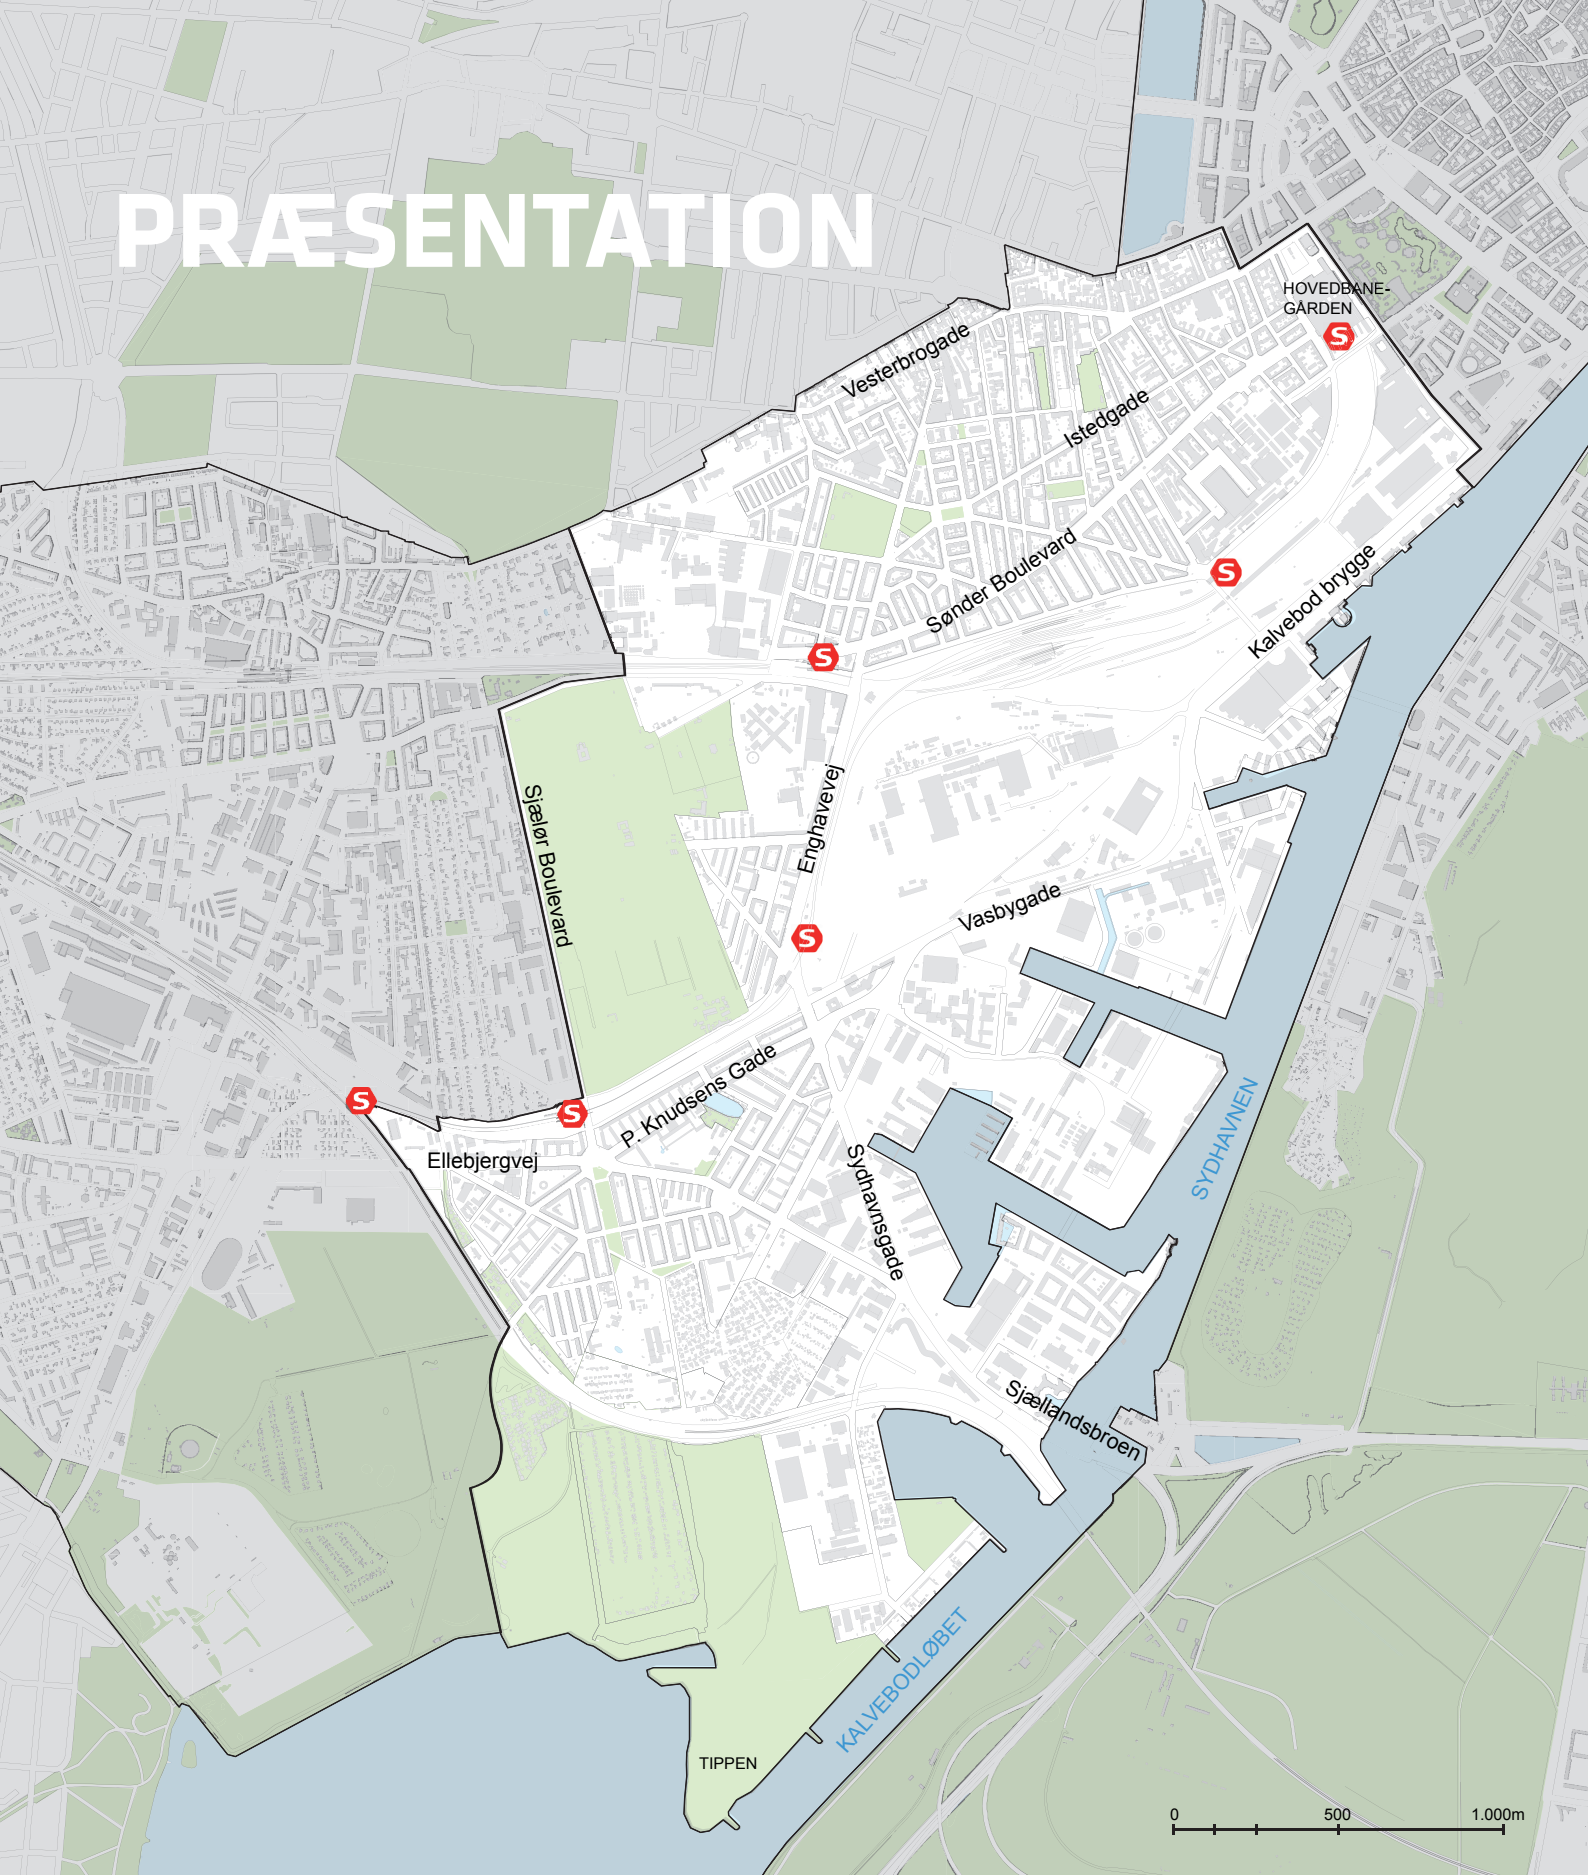 PRÆSENTATION
HOVEDBANE-
GÅRDEN
S
Vesterbrogade
Istedgade
Sønder Boulevard
S
Kalvebod brygge
S
Enghavevej
Sjælør Boulevard
Vasbygade
S
P. Knudsens Gade
S
S
Ellebjergvej
Sydhavnsgade
SYDHAVNEN
Sjællandsbroen
KALVEBODLØBET
TIPPEN
0 500 1.000m